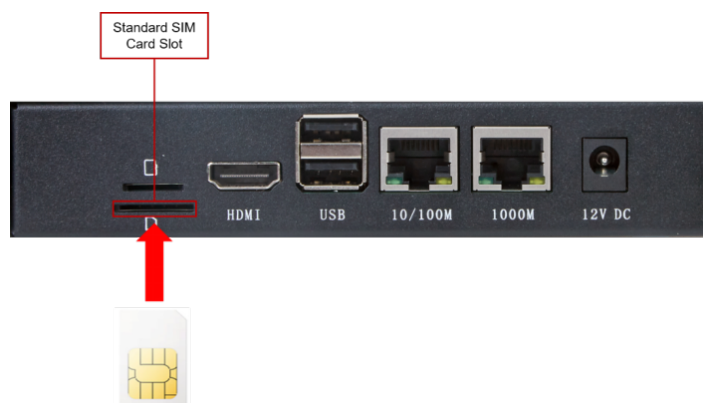 Standard SIM
Card Slot
HDMI
USB
10/100M
1000M
12V DC